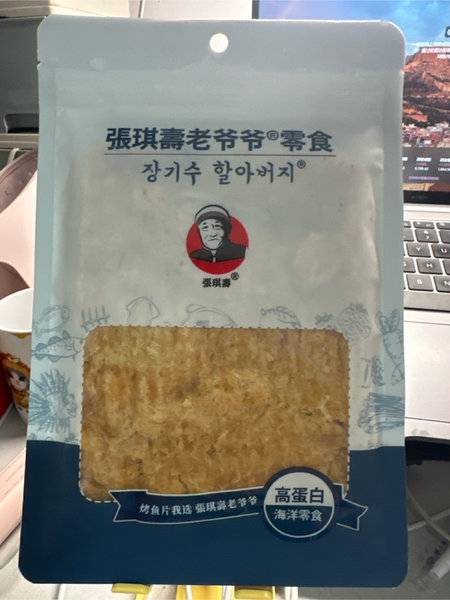 張琪壽老爷爷®零食
장기수 할아버지®
張琪壽®
高蛋白
海洋零食
烤鱼片我选 張琪壽老爷爷